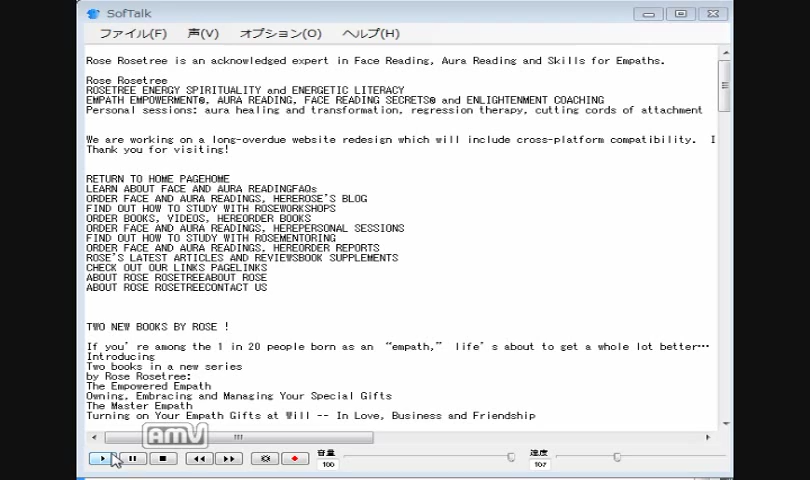 SofTalk
ファイル(F) 声(V) オプション(O) ヘルプ(H)
Rose Rosetree is an acknowledged expert in Face Reading, Aura Reading and Skills for Empaths.
Rose Rosetree
ROSETREE ENERGY SPIRITUALITY and ENERGETIC LITERACY
EMPATH EMPOWERMENT®, AURA READING, FACE READING SECRETS® and ENLIGHTENMENT COACHING
Personal sessions: aura healing and transformation, regression therapy, cutting cords of attachment
We are working on a long-overdue website redesign which will include cross-platform compatibility. I
Thank you for visiting!
RETURN TO HOME PAGEHOME
LEARN ABOUT FACE AND AURA READINGFAQs
ORDER FACE AND AURA READINGS, HEREROSE'S BLOG
FIND OUT HOW TO STUDY WITH ROSEWORKSHOPS
ORDER BOOKS, VIDEOS, HEREORDER BOOKS
ORDER FACE AND AURA READINGS, HEREPERSONAL SESSIONS
FIND OUT HOW TO STUDY WITH ROSEMENTORING
ORDER FACE AND AURA READINGS, HEREORDER REPORTS
ROSE'S LATEST ARTICLES AND REVIEWSBOOK SUPPLEMENTS
CHECK OUT OUR LINKS PAGELINKS
ABOUT ROSE ROSETREEABOUT ROSE
ABOUT ROSE ROSETREECONTACT US
TWO NEW BOOKS BY ROSE !
If you’re among the 1 in 20 people born as an “empath,” life’s about to get a whole lot better…
Introducing
Two books in a new series
by Rose Rosetree:
The Empowered Empath
Owning, Embracing and Managing Your Special Gifts
The Master Empath
Turning on Your Empath Gifts at Will -- In Love, Business and Friendship
AMV
音量 速度
100 107